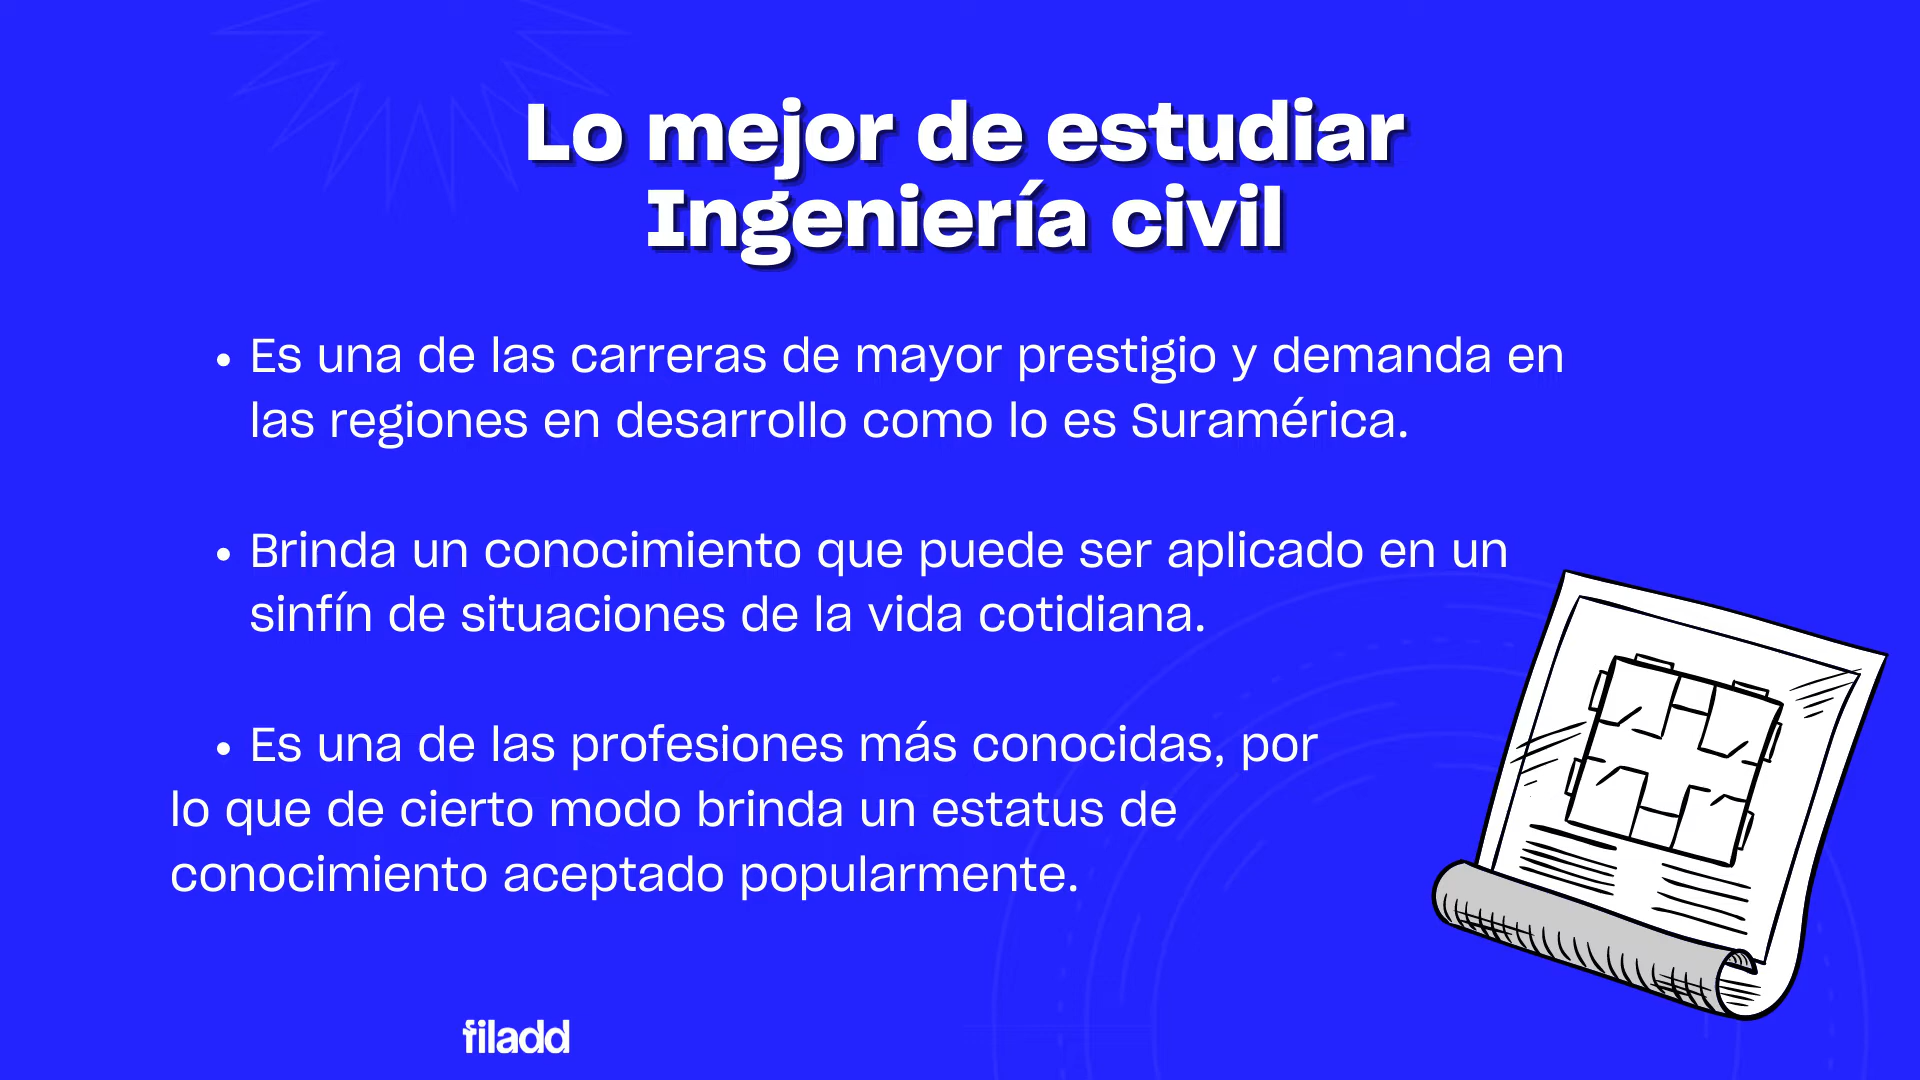 Lo mejor de estudiar
Ingeniería civil
• Es una de las carreras de mayor prestigio y demanda en
las regiones en desarrollo como lo es Suramérica.
• Brinda un conocimiento que puede ser aplicado en un
sinfín de situaciones de la vida cotidiana.
• Es una de las profesiones más conocidas, por
lo que de cierto modo brinda un estatus de
conocimiento aceptado popularmente.
filadd